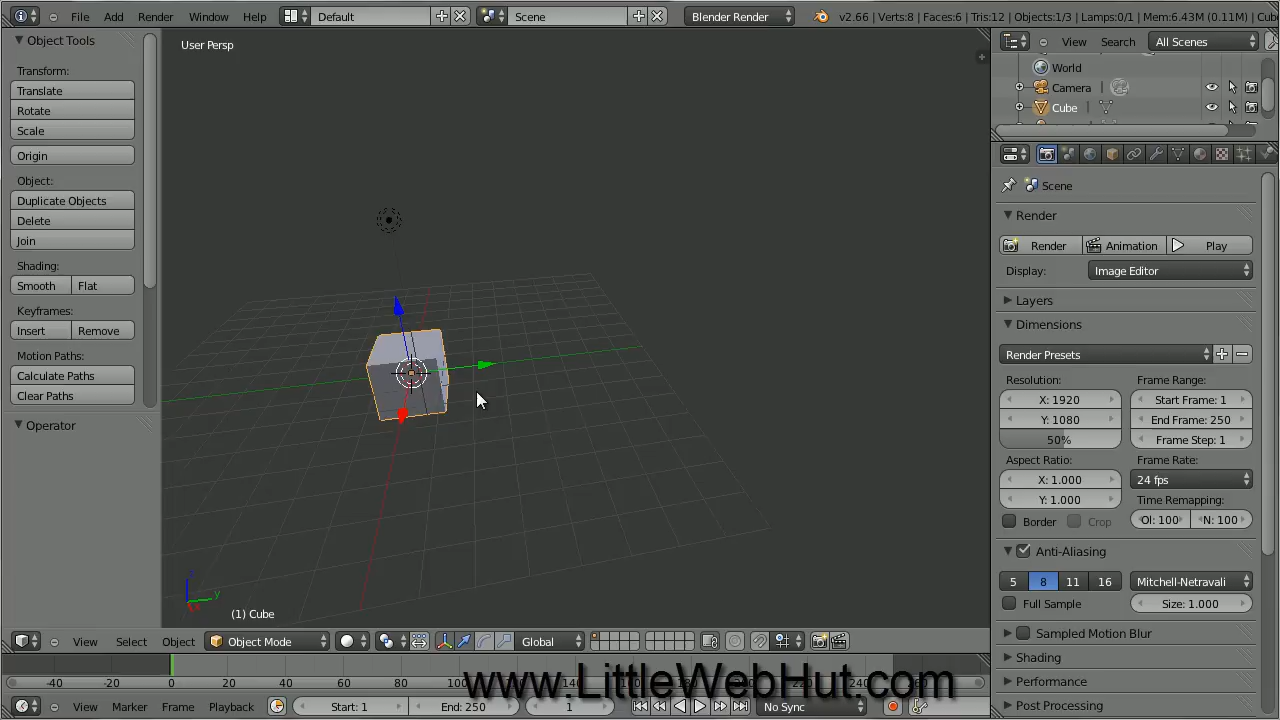 File Add Render Window Help Default Scene Blender Render v2.66 | Verts:8 | Faces:6 | Tris:12 | Objects:1/3 | Lamps:0/1 | Mem:6.43M (0.11M) | Cub
Object Tools
Transform:
Translate
Rotate
Scale
Origin
Object:
Duplicate Objects
Delete
Join
Shading:
Smooth Flat
Keyframes:
Insert Remove
Motion Paths:
Calculate Paths
Clear Paths
Operator
User Persp
y
(1) Cube
View Select Object Object Mode Global
-40 -20 0 20 40 60 80 100
View Marker Frame Playback Start: 1 End: 250 1 No Sync
www.LittleWebHut.com
View Search All Scenes
World
Camera
Cube
Scene
Render
Render Animation Play
Display: Image Editor
Layers
Dimensions
Render Presets
Resolution: Frame Range:
X: 1920 Start Frame: 1
Y: 1080 End Frame: 250
50% Frame Step: 1
Aspect Ratio: Frame Rate:
X: 1.000 24 fps
Y: 1.000 Time Remapping:
Border Crop Ol: 100 N: 100
Anti-Aliasing
5 8 11 16 Mitchell-Netravali
Full Sample Size: 1.000
Sampled Motion Blur
Shading
Performance
Post Processing